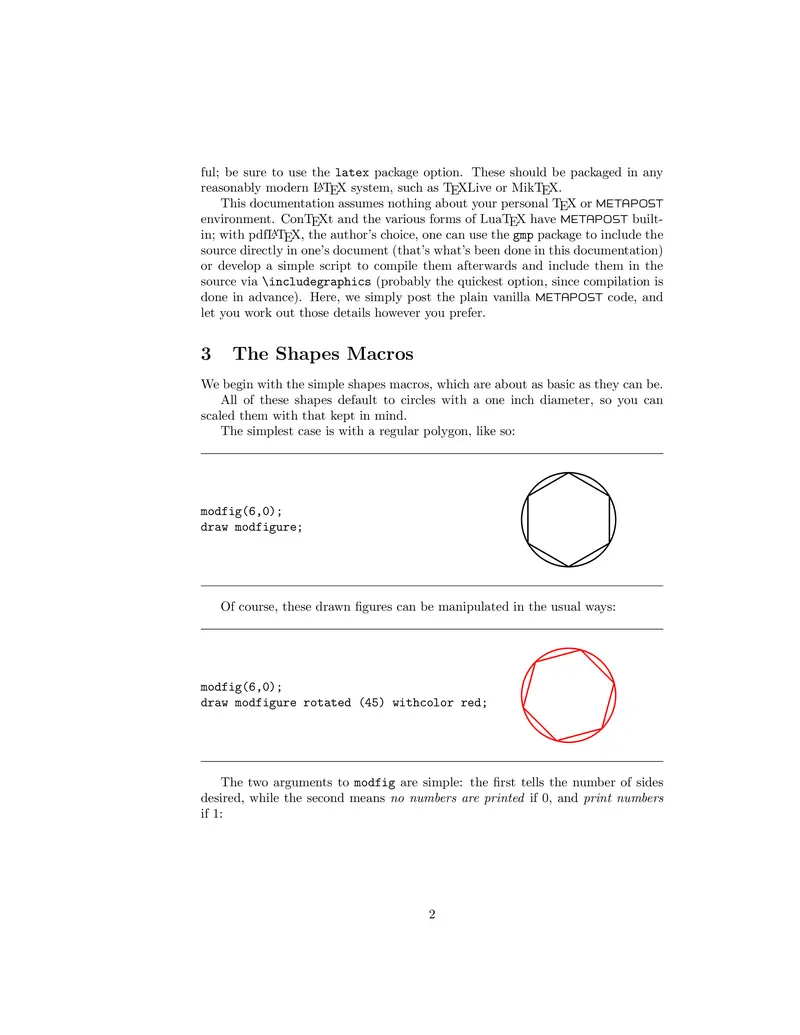 ful; be sure to use the latex package option. These should be packaged in any
reasonably modern LATEX system, such as TEXLive or MikTEX.
This documentation assumes nothing about your personal TEX or METAPOST
environment. ConTEXt and the various forms of LuaTEX have METAPOST built-
in; with pdfLATEX, the author's choice, one can use the gmp package to include the
source directly in one's document (that's what's been done in this documentation)
or develop a simple script to compile them afterwards and include them in the
source via \includegraphics (probably the quickest option, since compilation is
done in advance). Here, we simply post the plain vanilla METAPOST code, and
let you work out those details however you prefer.
3 The Shapes Macros
We begin with the simple shapes macros, which are about as basic as they can be.
All of these shapes default to circles with a one inch diameter, so you can
scaled them with that kept in mind.
The simplest case is with a regular polygon, like so:
modfig(6,0);
draw modfigure;
Of course, these drawn figures can be manipulated in the usual ways:
modfig(6,0);
draw modfigure rotated (45) withcolor red;
The two arguments to modfig are simple: the first tells the number of sides
desired, while the second means no numbers are printed if 0, and print numbers
if 1:
2